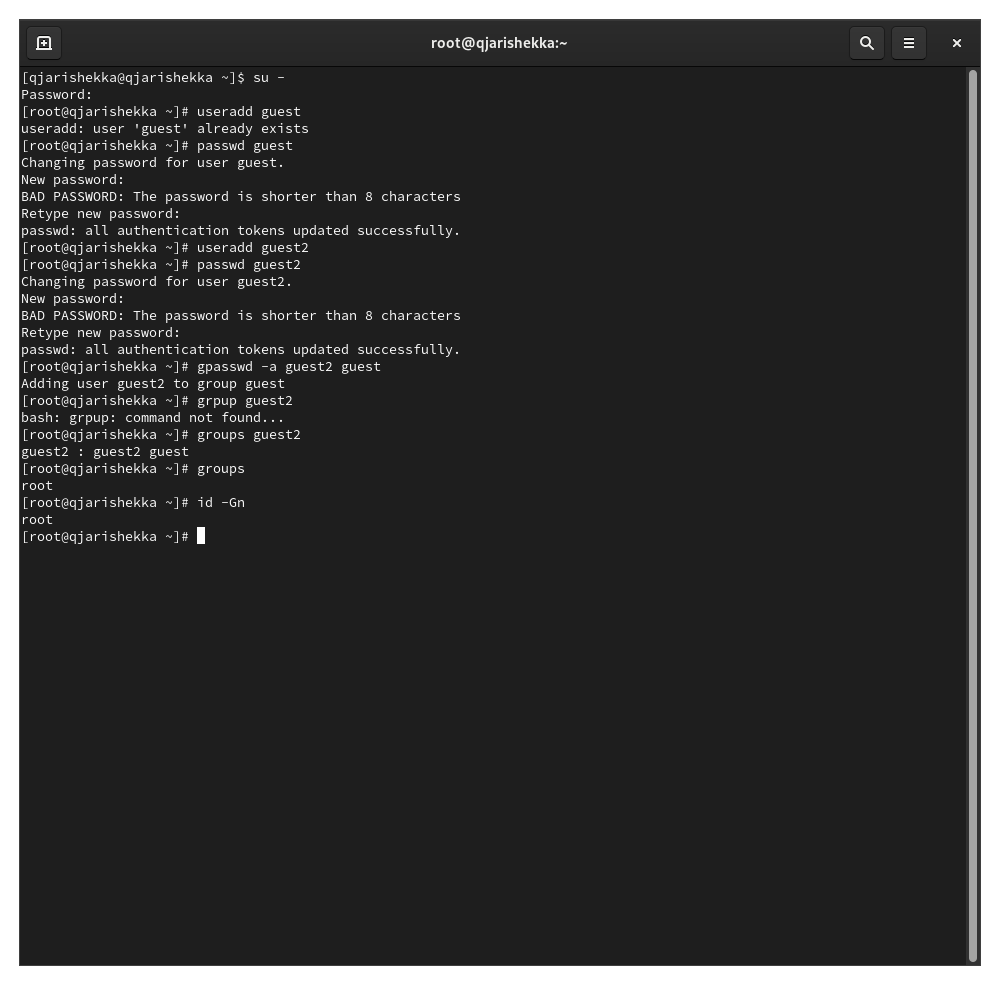 root@qjarishekka:~
[qjarishekka@qjarishekka ~]$ su -
Password:
[root@qjarishekka ~]# useradd guest
useradd: user 'guest' already exists
[root@qjarishekka ~]# passwd guest
Changing password for user guest.
New password:
BAD PASSWORD: The password is shorter than 8 characters
Retype new password:
passwd: all authentication tokens updated successfully.
[root@qjarishekka ~]# useradd guest2
[root@qjarishekka ~]# passwd guest2
Changing password for user guest2.
New password:
BAD PASSWORD: The password is shorter than 8 characters
Retype new password:
passwd: all authentication tokens updated successfully.
[root@qjarishekka ~]# gpasswd -a guest2 guest
Adding user guest2 to group guest
[root@qjarishekka ~]# grpup guest2
bash: grpup: command not found...
[root@qjarishekka ~]# groups guest2
guest2 : guest2 guest
[root@qjarishekka ~]# groups
root
[root@qjarishekka ~]# id -Gn
root
[root@qjarishekka ~]#